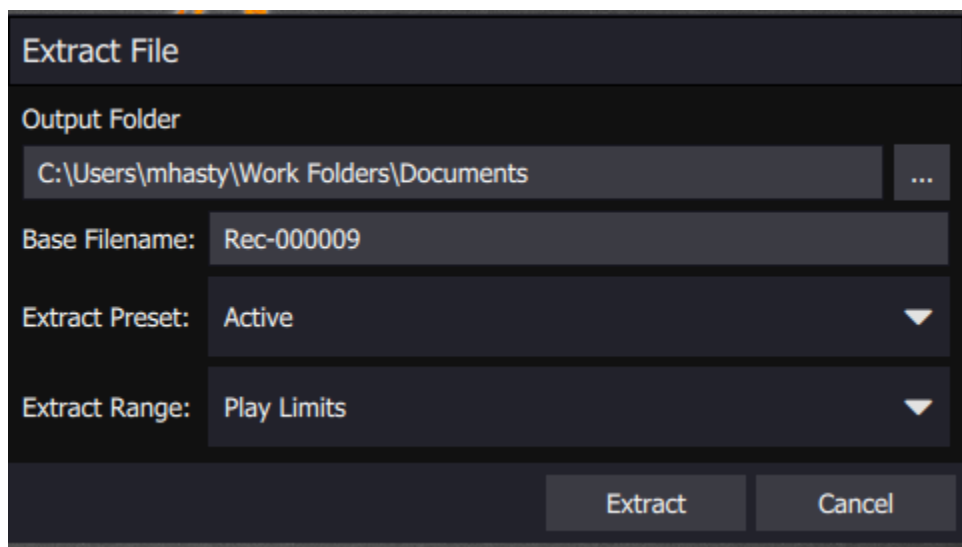 Extract File
Output Folder
C:\Users\mhasty\Work Folders\Documents
...
Base Filename: Rec-000009
Extract Preset: Active
Extract Range: Play Limits
Extract Cancel